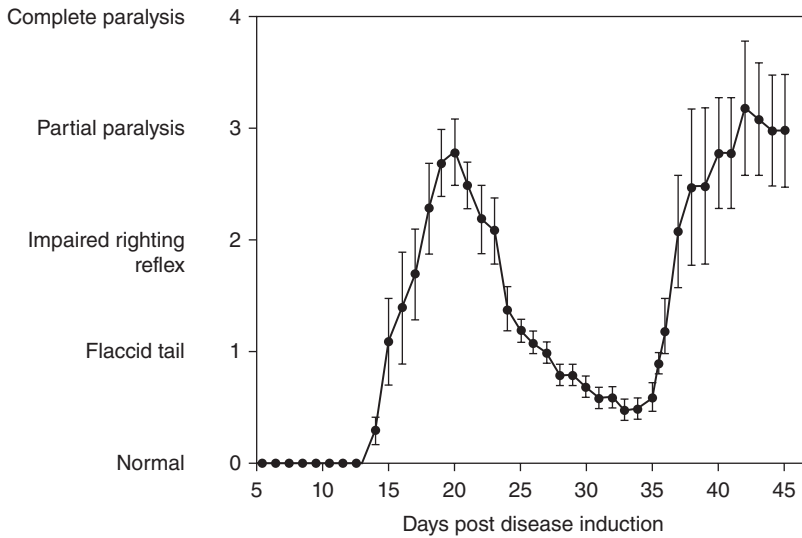 Complete paralysis
4
Partial paralysis
3
Impaired righting
reflex
2
Flaccid tail
1
Normal
0
5 10 15 20 25 30 35 40 45
Days post disease induction